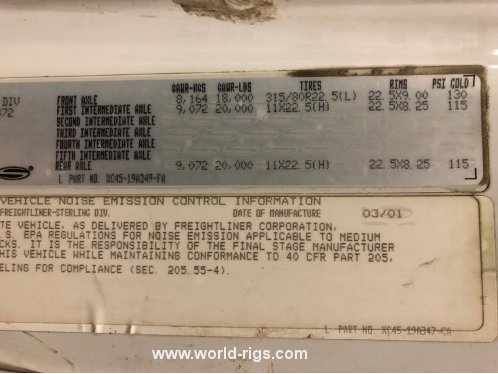 GAWR-KGS GAWR-LBS TIRES RIMS PSI COLD
DIV FRONT AXLE 8,164 18,000 315/80R22.5(L) 22.5X9.00 130
872 FIRST INTERMEDIATE AXLE 9,072 20,000 11X22.5(H) 22.5X8.25 115
SECOND INTERMEDIATE AXLE
THIRD INTERMEDIATE AXLE
FOURTH INTERMEDIATE AXLE
FIFTH INTERMEDIATE AXLE
REAR AXLE 9,072 20,000 11X22.5(H) 22.5X8.25 115
L PART NO. XC45-19A349-FA
VEHICLE NOISE EMISSION CONTROL INFORMATION
FREIGHTLINER-STERLING DIV. DATE OF MANUFACTURE 03/01
TE VEHICLE, AS DELIVERED BY FREIGHTLINER CORPORATION,
.S. EPA REGULATIONS FOR NOISE EMISSION APPLICABLE TO MEDIUM
CKS. IT IS THE RESPONSIBILITY OF THE FINAL STAGE MANUFACTURER
HIS VEHICLE WHILE MAINTAINING CONFORMANCE TO 40 CFR PART 205,
ELING FOR COMPLIANCE (SEC. 205.55-4).
L PART NO. XC45-19A347-CA
www.world-rigs.com